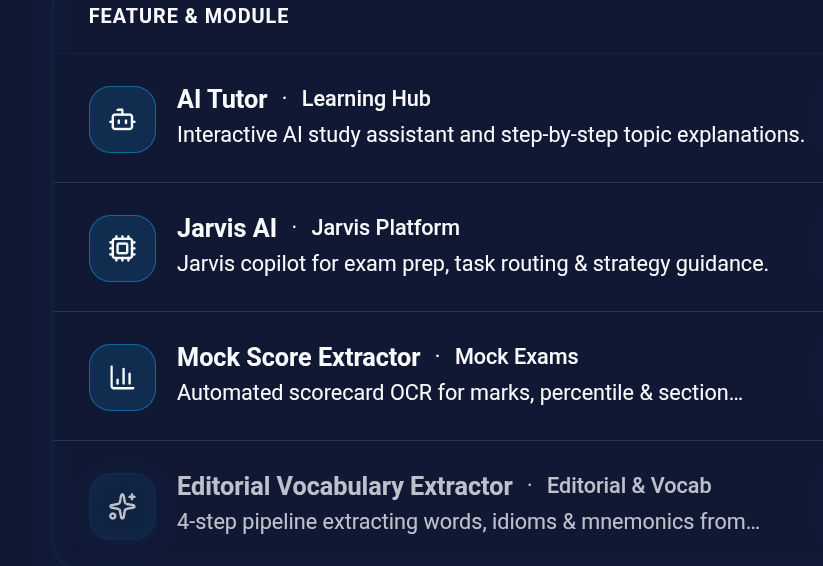 FEATURE & MODULE
AI Tutor · Learning Hub
Interactive AI study assistant and step-by-step topic explanations.
Jarvis AI · Jarvis Platform
Jarvis copilot for exam prep, task routing & strategy guidance.
Mock Score Extractor · Mock Exams
Automated scorecard OCR for marks, percentile & section…
Editorial Vocabulary Extractor · Editorial & Vocab
4-step pipeline extracting words, idioms & mnemonics from…